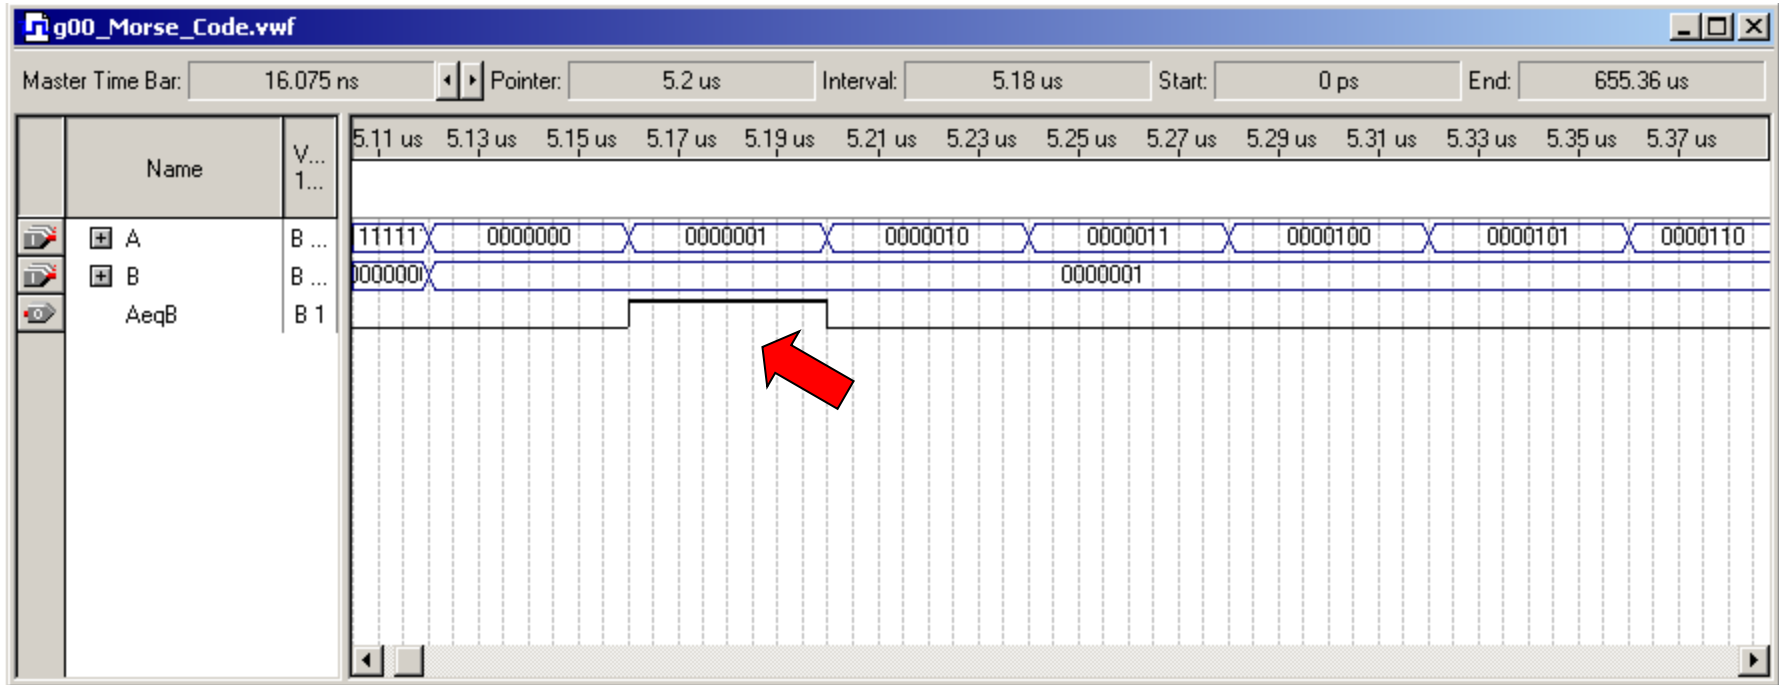 g00_Morse_Code.vwf
Master Time Bar: 16.075 ns Pointer: 5.2 us Interval: 5.18 us Start: 0 ps End: 655.36 us
Name V... 1... 5.11 us 5.13 us 5.15 us 5.17 us 5.19 us 5.21 us 5.23 us 5.25 us 5.27 us 5.29 us 5.31 us 5.33 us 5.35 us 5.37 us
A B ... 11111 0000000 0000001 0000010 0000011 0000100 0000101 0000110
B B ... 000000 0000001
AeqB B 1